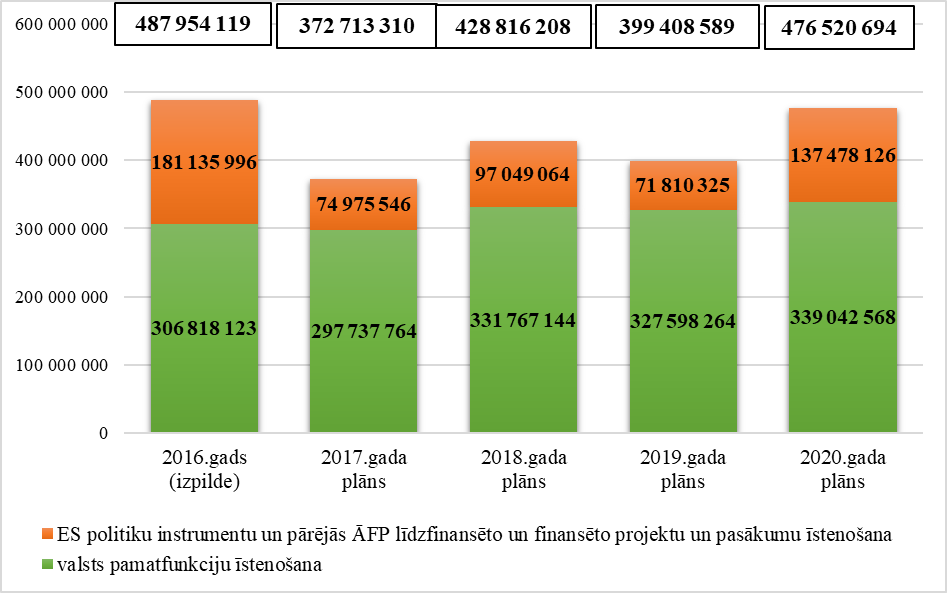 600 000 000
487 954 119
372 713 310
428 816 208
399 408 589
476 520 694
500 000 000
400 000 000
300 000 000
200 000 000
100 000 000
0
181 135 996
74 975 546
97 049 064
71 810 325
137 478 126
306 818 123
297 737 764
331 767 144
327 598 264
339 042 568
2016.gads
(izpilde)
2017.gada
plāns
2018.gada
plāns
2019.gada
plāns
2020.gada
plāns
ES politiku instrumentu un pārējās ĀFP līdzfinansēto un finansēto projektu un pasākumu īstenošana
valsts pamatfunkciju īstenošana